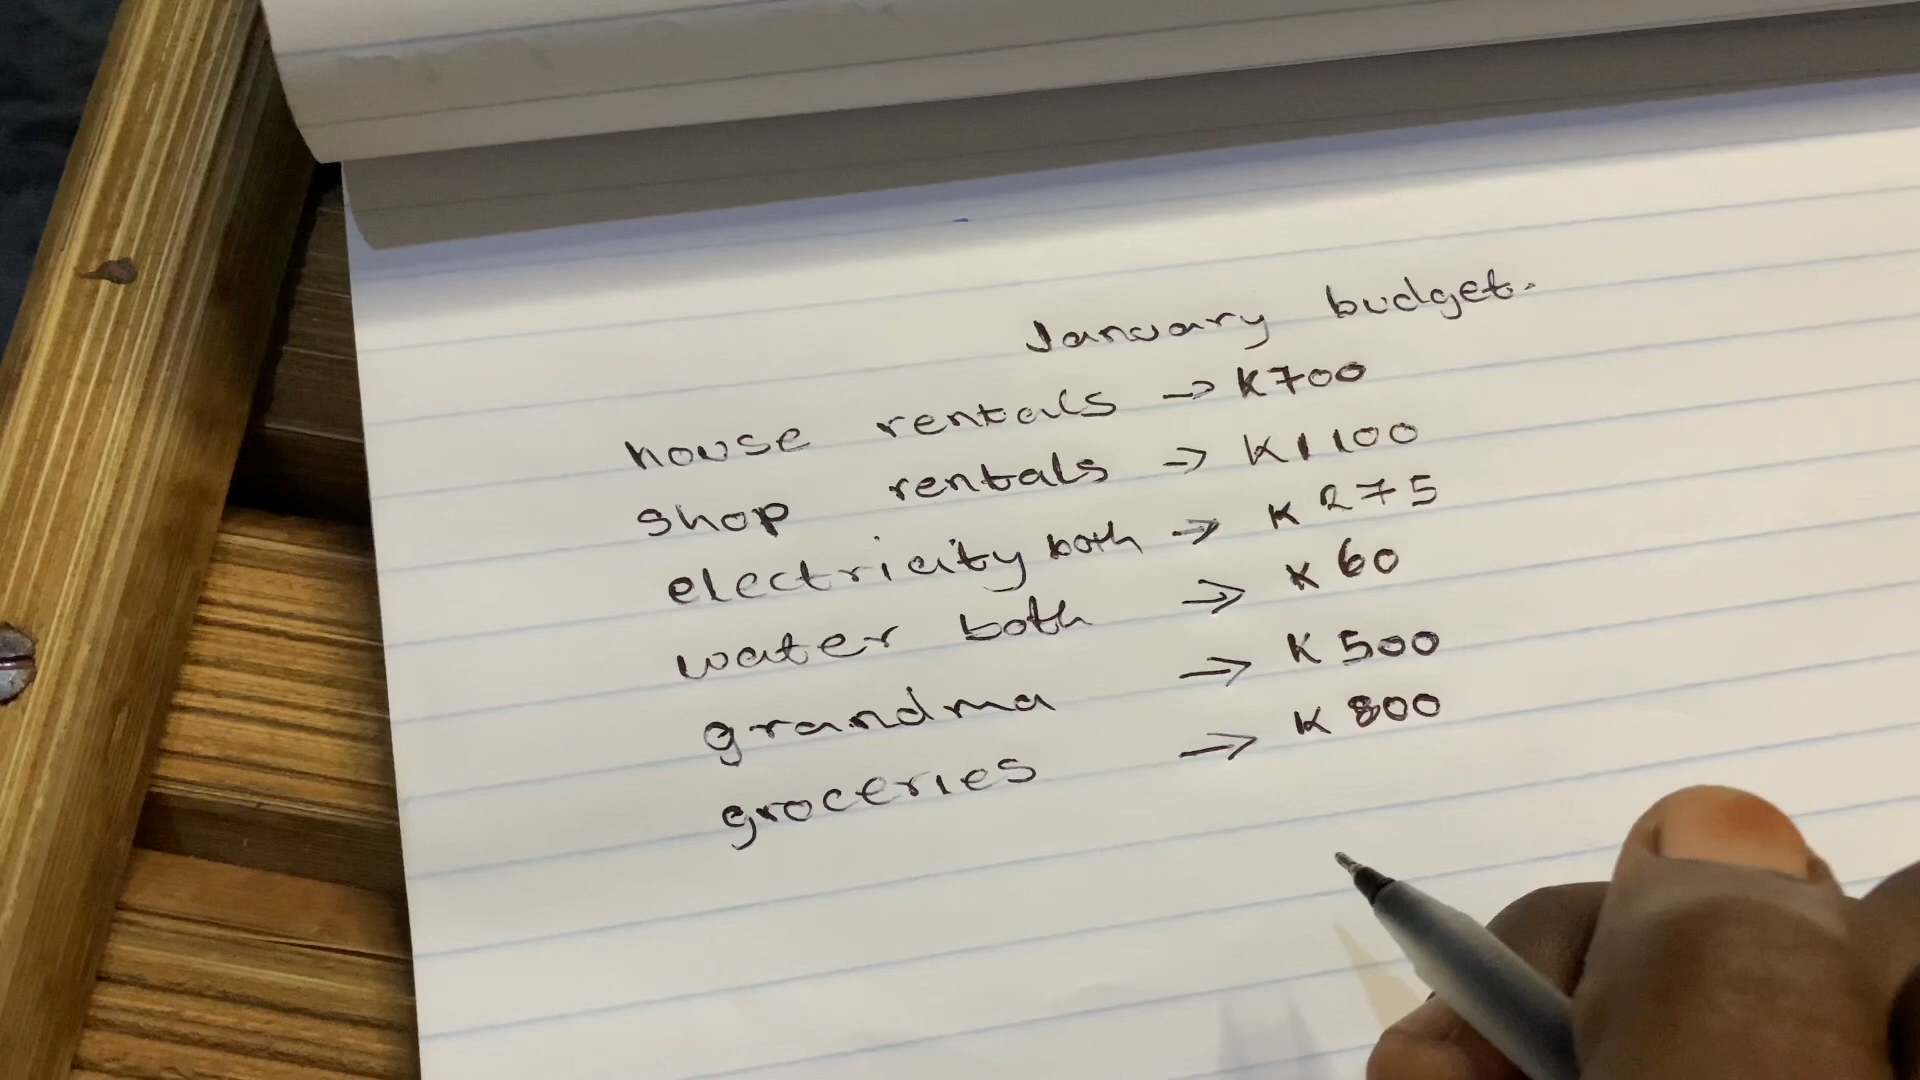 January budget.
house rentals -> K700
shop rentals -> K1100
electricity both -> K275
water both -> K60
grandma -> K500
groceries -> K800